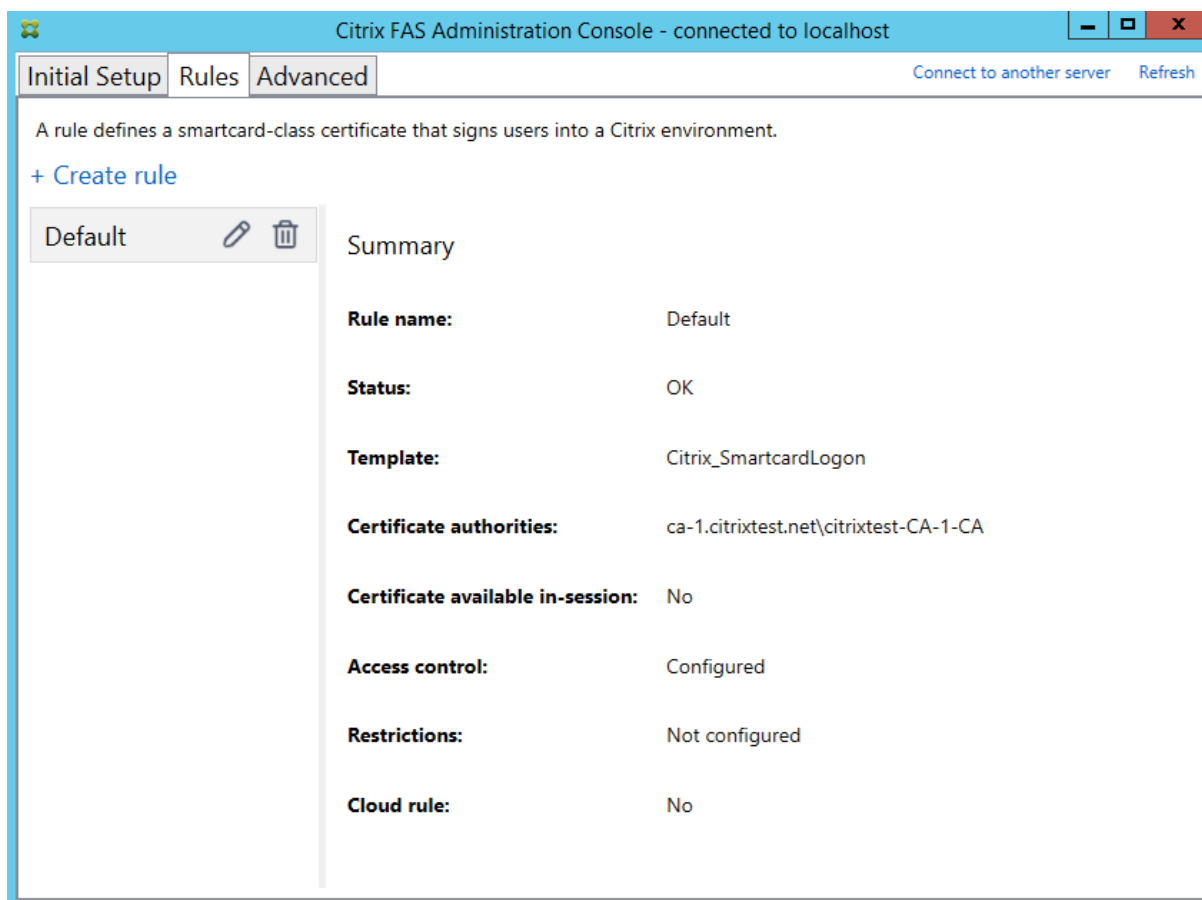 Citrix FAS Administration Console - connected to localhost
Initial Setup Rules Advanced Connect to another server Refresh
A rule defines a smartcard-class certificate that signs users into a Citrix environment.
+ Create rule
Default
Summary
Rule name: Default
Status: OK
Template: Citrix_SmartcardLogon
Certificate authorities: ca-1.citrixtest.net\citrixtest-CA-1-CA
Certificate available in-session: No
Access control: Configured
Restrictions: Not configured
Cloud rule: No